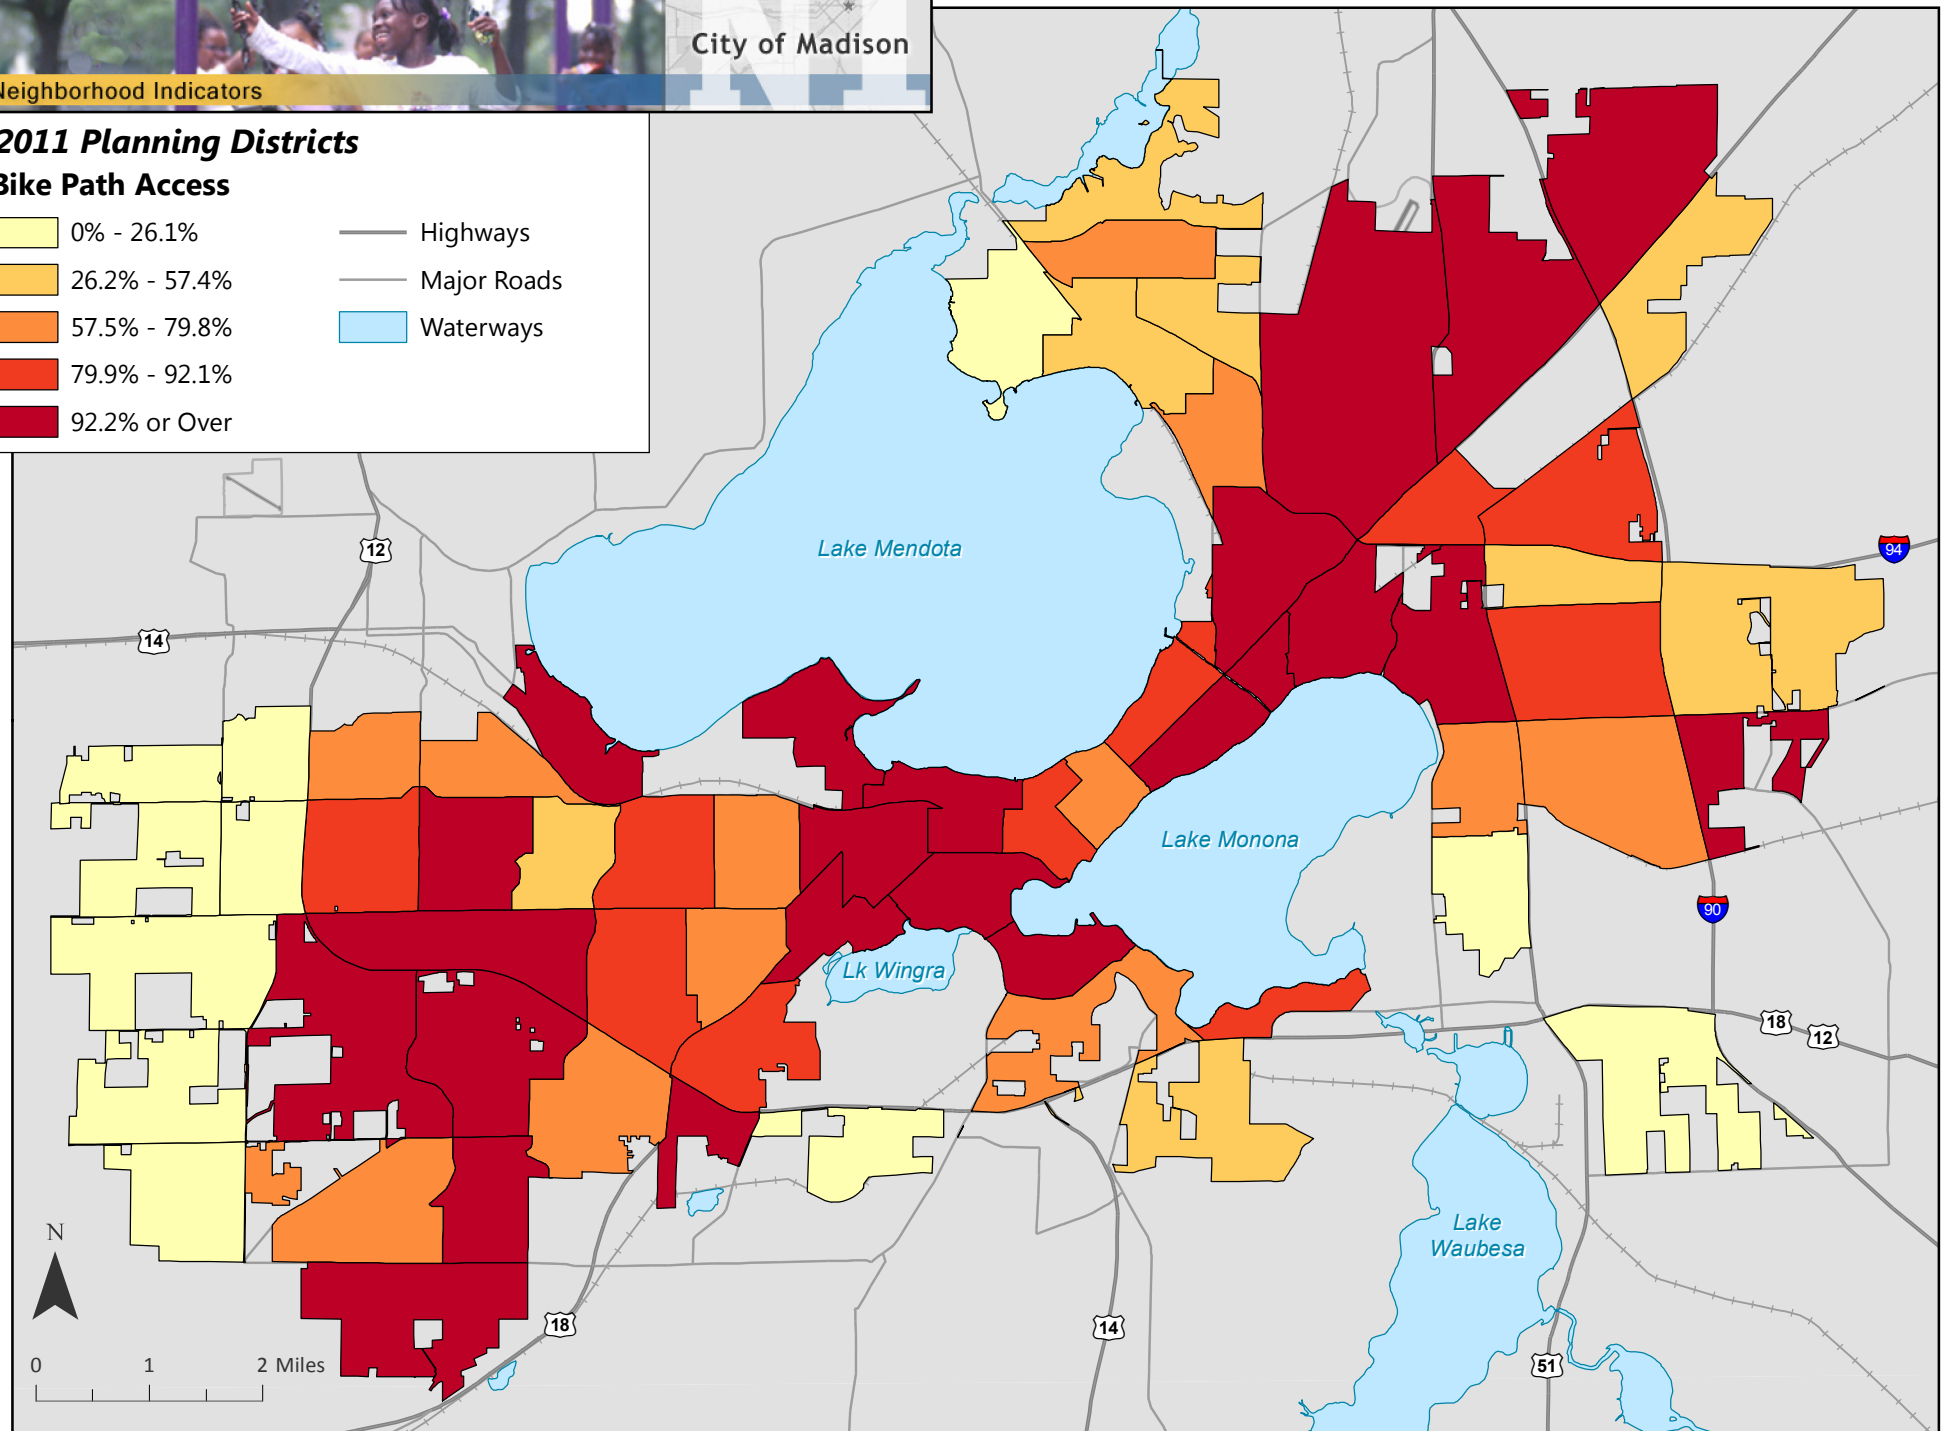 City of Madison
Neighborhood Indicators
2011 Planning Districts
Bike Path Access
0% - 26.1%
26.2% - 57.4%
57.5% - 79.8%
79.9% - 92.1%
92.2% or Over
Highways
Major Roads
Waterways
12
14
94
Lake Mendota
Lake Monona
Lk Wingra
90
18
12
Lake
Waubesa
N
0 1 2 Miles
18
14
51